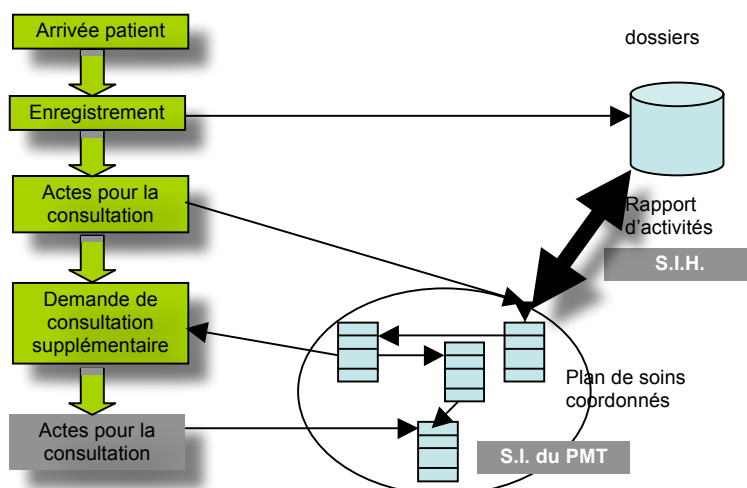 Arrivée patient
Enregistrement
Actes pour la
consultation
Demande de
consultation
supplémentaire
Actes pour la
consultation
dossiers
Rapport
d'activités
S.I.H.
Plan de soins
coordonnés
S.I. du PMT